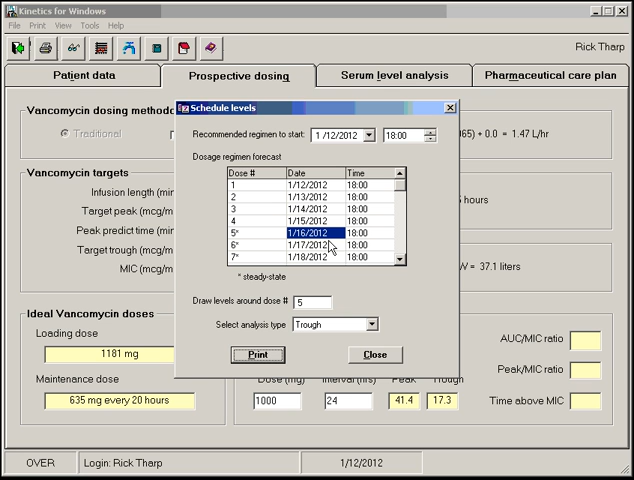 Kinetics for Windows
File Print View Tools Help
Rick Tharp
Patient data
Prospective dosing
Serum level analysis
Pharmaceutical care plan
Vancomycin dosing methodo
Traditional
065) + 0.0 = 1.47 L/hr
Vancomycin targets
Infusion length (min
Target peak (mcg/m
Peak predict time (min
Target trough (mcg/m
MIC (mcg/m
hours
W = 37.1 liters
Schedule levels
Recommended regimen to start: 1 /12/2012 18:00
Dosage regimen forecast
Dose # Date Time
1 1/12/2012 18:00
2 1/13/2012 18:00
3 1/14/2012 18:00
4 1/15/2012 18:00
5* 1/16/2012 18:00
6* 1/17/2012 18:00
7* 1/18/2012 18:00
* steady-state
Draw levels around dose # 5
Select analysis type Trough
Print Close
Ideal Vancomycin doses
Loading dose
1181 mg
Maintenance dose
635 mg every 20 hours
Dose (mg) Interval (hrs) Peak Trough
1000 24 41.4 17.3
AUC/MIC ratio
Peak/MIC ratio
Time above MIC
OVER Login: Rick Tharp 1/12/2012